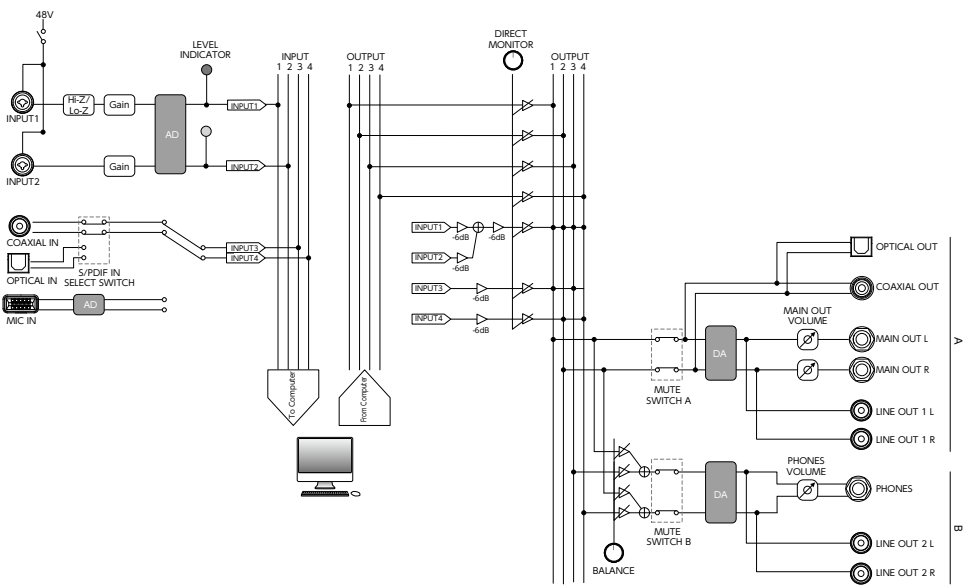 48V
LEVEL
INDICATOR
INPUT
1 2 3 4
OUTPUT
1 2 3 4
DIRECT
MONITOR
OUTPUT
1 2 3 4
INPUT1
Hi-Z/
Lo-Z
Gain
AD
INPUT1
INPUT2
Gain
INPUT2
COAXIAL IN
OPTICAL IN
S/PDIF IN
SELECT SWITCH
INPUT3
INPUT4
MIC IN
AD
To Computer
From Computer
INPUT1
-6dB
-6dB
INPUT2
-6dB
INPUT3
-6dB
INPUT4
-6dB
OPTICAL OUT
COAXIAL OUT
MAIN OUT
VOLUME
MAIN OUT L
MAIN OUT R
DA
MUTE
SWITCH A
LINE OUT 1 L
LINE OUT 1 R
A
PHONES
VOLUME
PHONES
DA
MUTE
SWITCH B
LINE OUT 2 L
LINE OUT 2 R
B
BALANCE